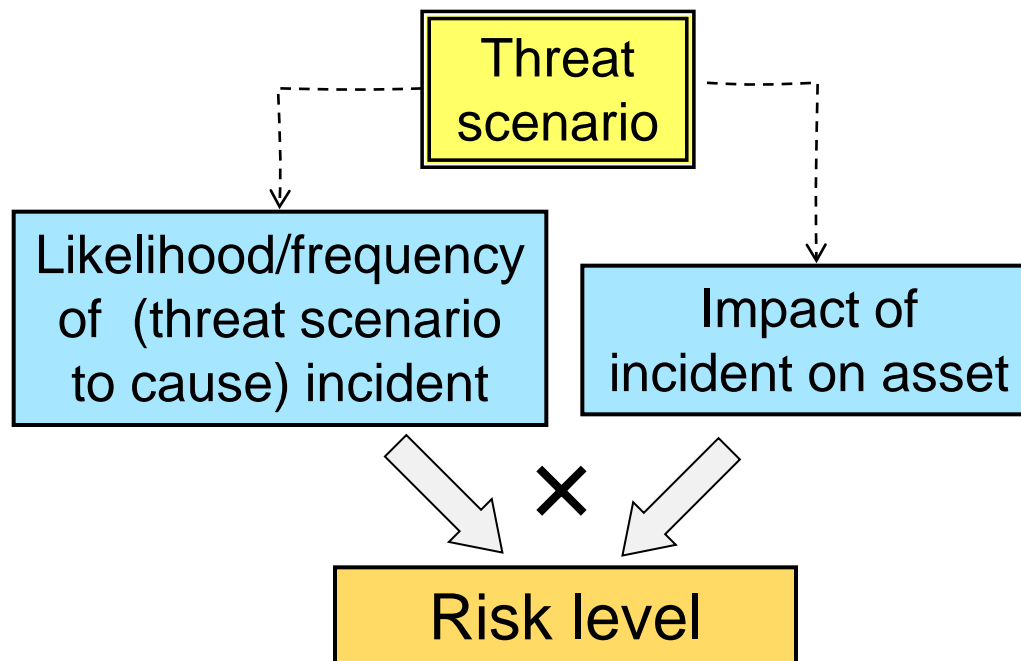 Threat
scenario
Likelihood/frequency
of (threat scenario
to cause) incident
Impact of
incident on asset
×
Risk level